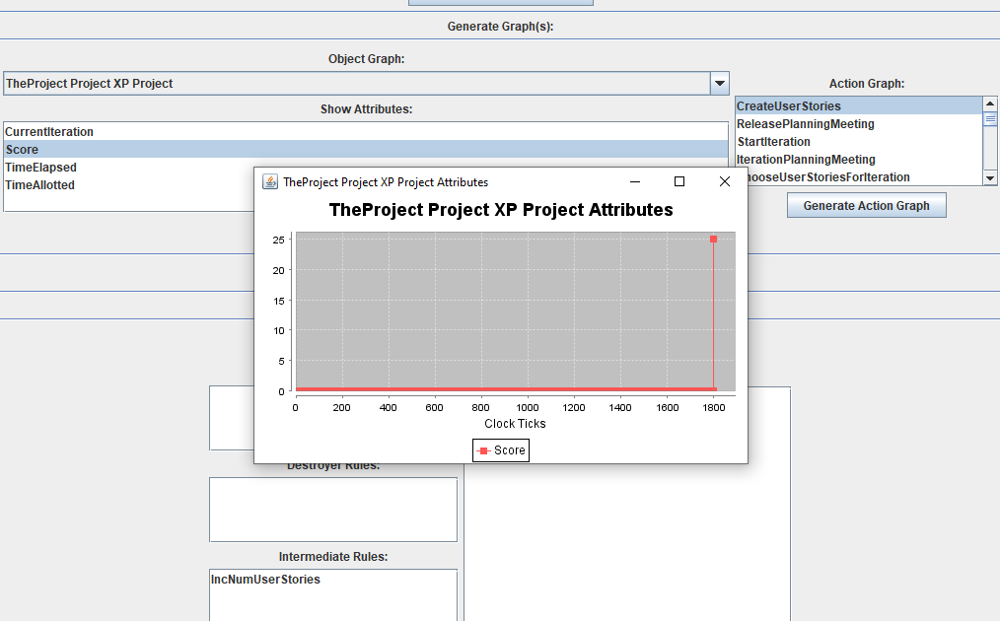 Generate Graph(s):
Object Graph:
TheProject Project XP Project
Action Graph:
Show Attributes:
CreateUserStories
ReleasePlanningMeeting
StartIteration
IterationPlanningMeeting
hooseUserStoriesForIteration
Generate Action Graph
CurrentIteration
Score
TimeElapsed
TimeAllotted
TheProject Project XP Project Attributes
TheProject Project XP Project Attributes
25
20
15
10
5
0
0 200 400 600 800 1000 1200 1400 1600 1800
Clock Ticks
Score
Destroyer Rules:
Intermediate Rules:
IncNumUserStories